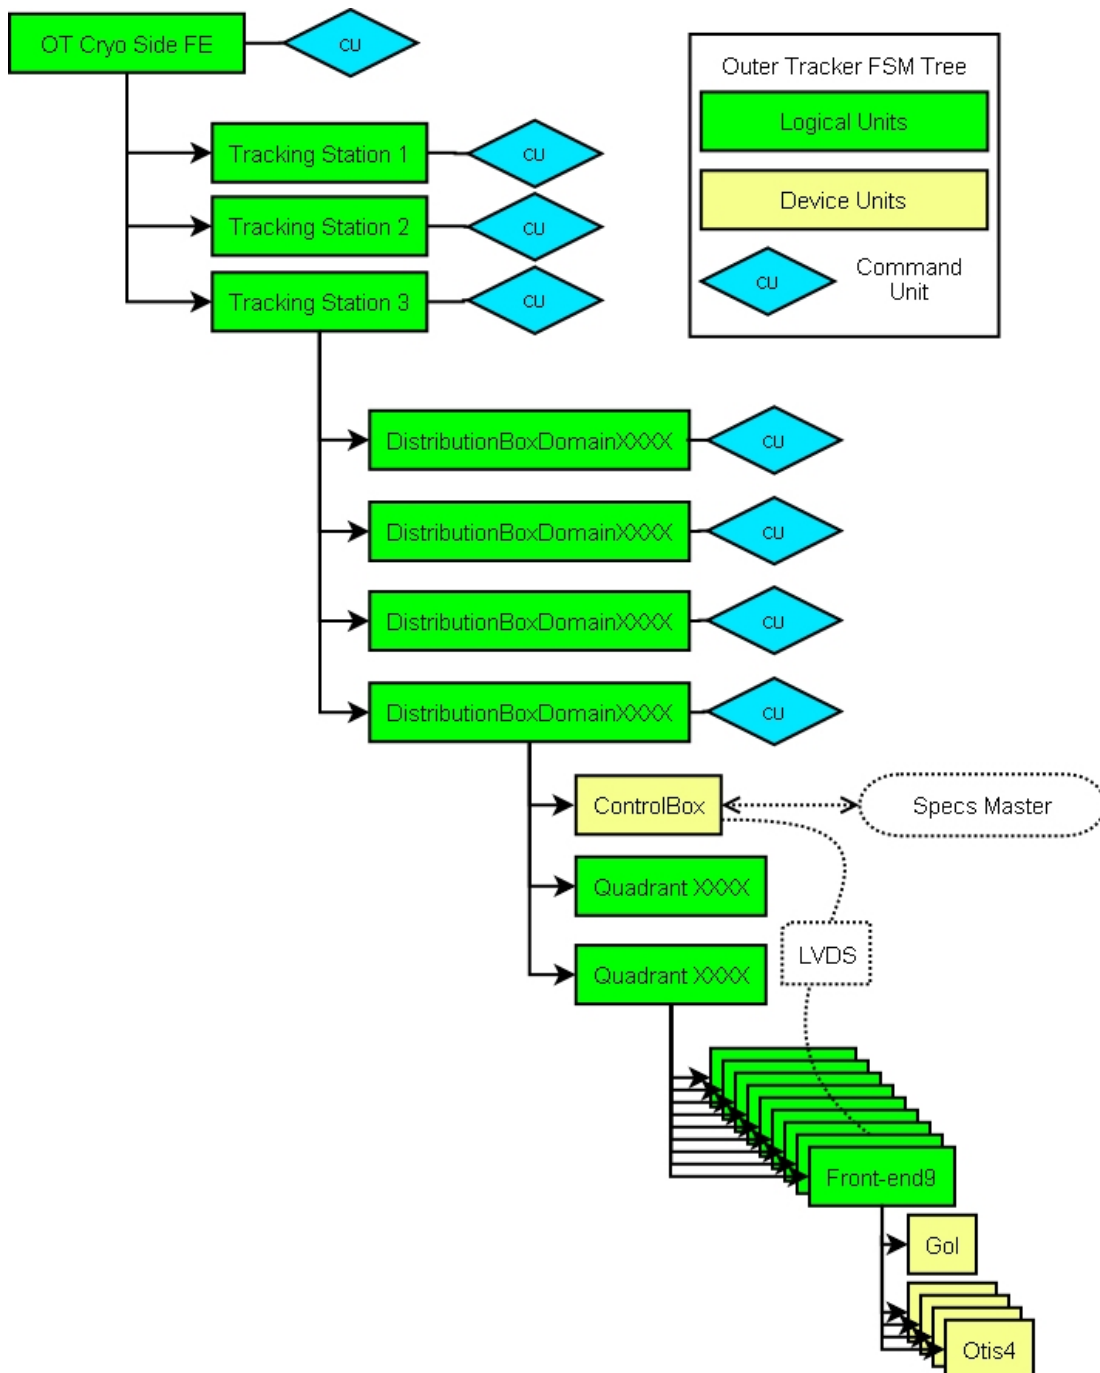 OT Cryo Side FE
CU
Outer Tracker FSM Tree
Logical Units
Device Units
CU
Command
Unit
Tracking Station 1
CU
Tracking Station 2
CU
Tracking Station 3
CU
DistributionBoxDomainXXXX
CU
DistributionBoxDomainXXXX
CU
DistributionBoxDomainXXXX
CU
DistributionBoxDomainXXXX
CU
ControlBox
Specs Master
Quadrant XXXX
LVDS
Quadrant XXXX
Front-end9
Gol
Otis4